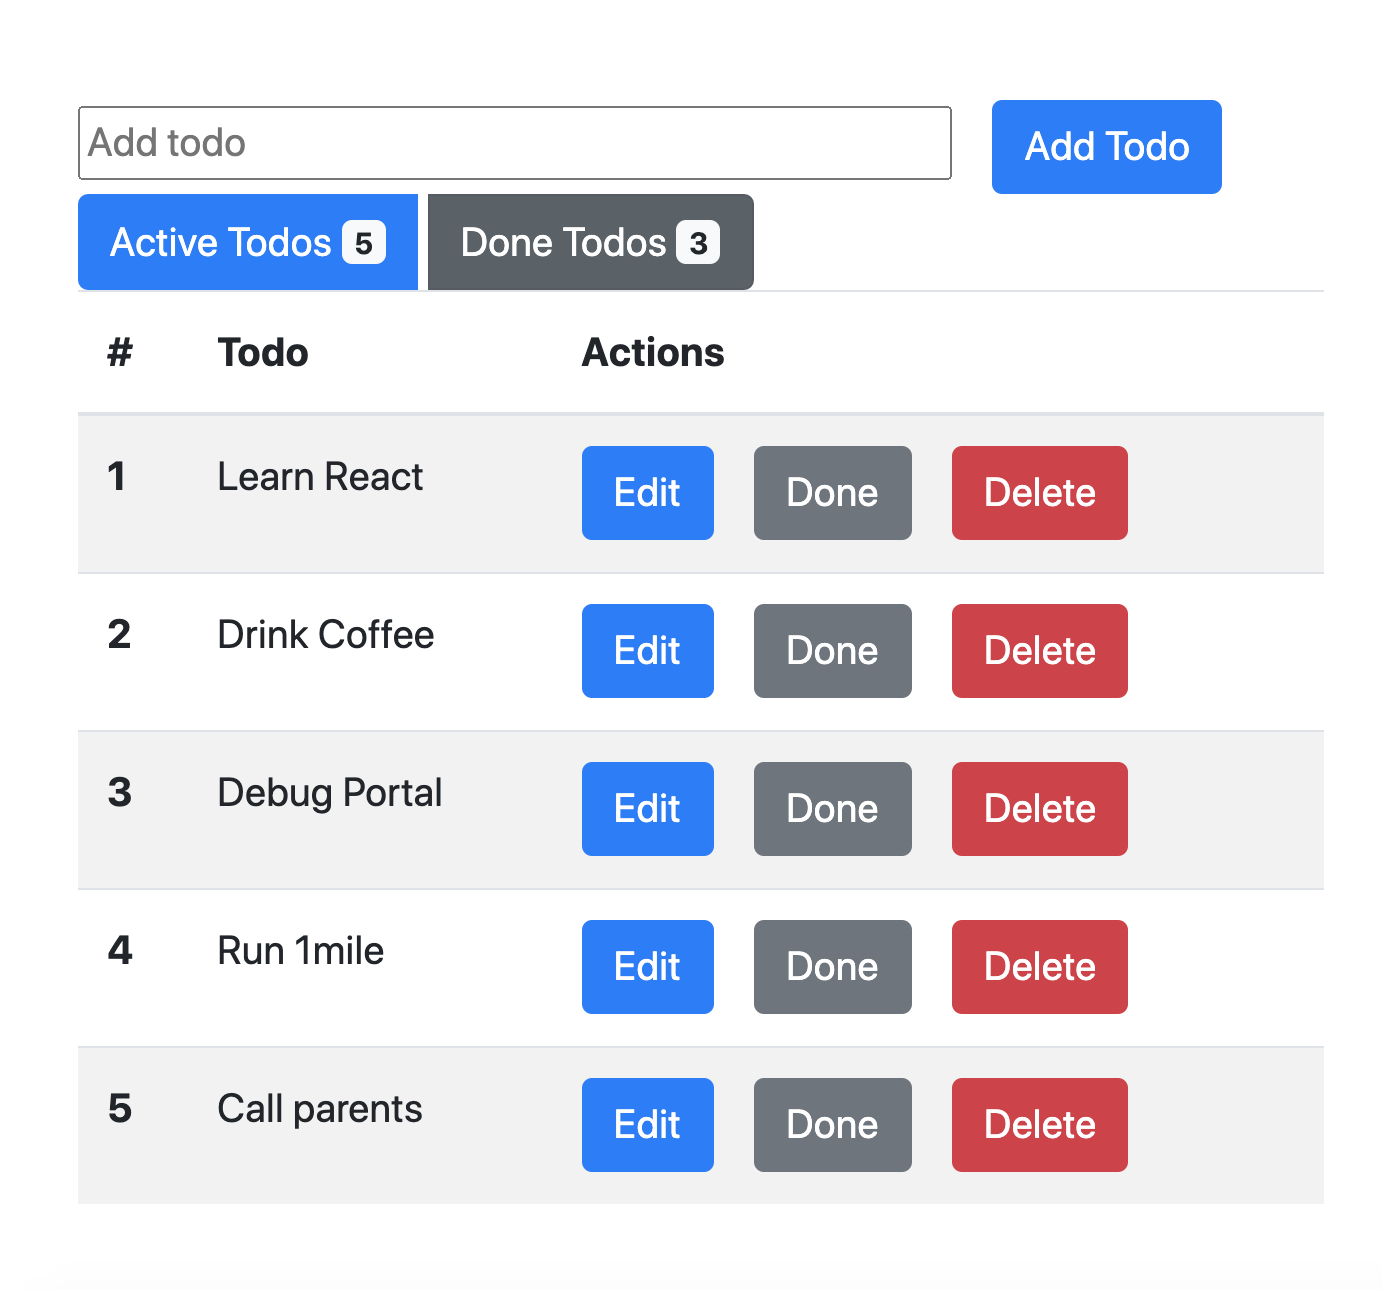 Add todo Add Todo
Active Todos 5 Done Todos 3
# Todo Actions
1 Learn React Edit Done Delete
2 Drink Coffee Edit Done Delete
3 Debug Portal Edit Done Delete
4 Run 1mile Edit Done Delete
5 Call parents Edit Done Delete